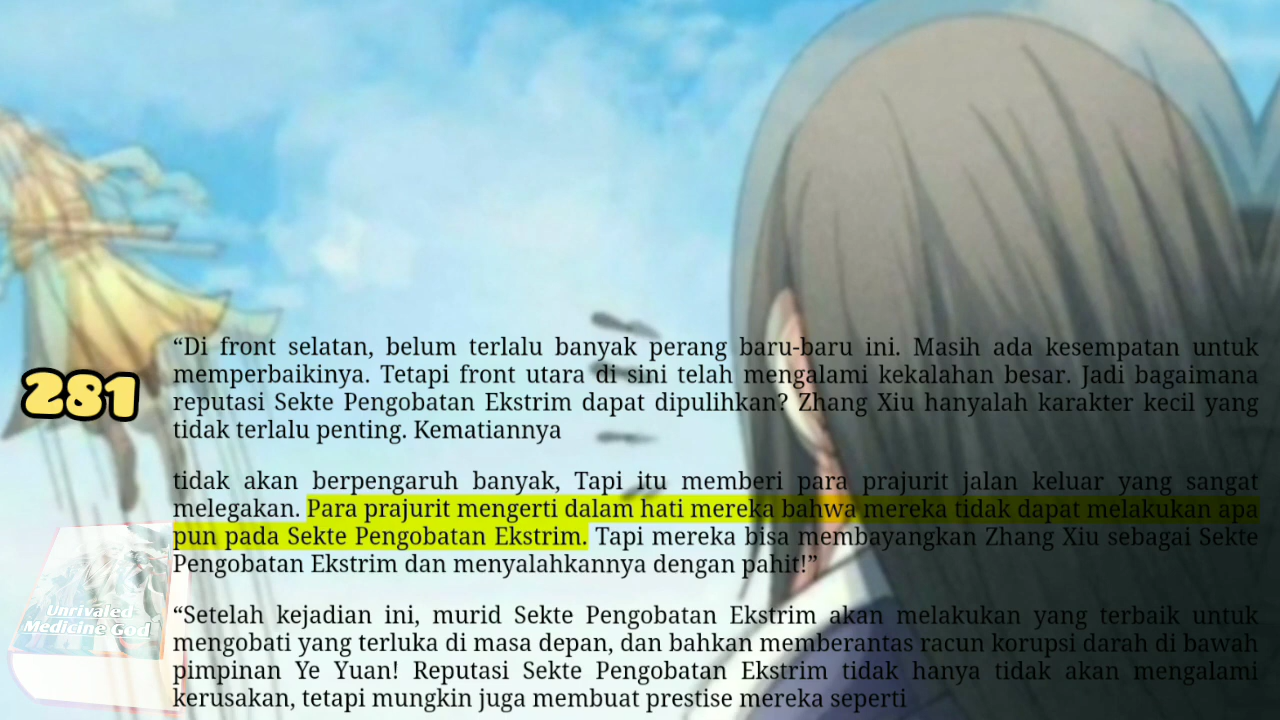 “Di front selatan, belum terlalu banyak perang baru-baru ini. Masih ada kesempatan untuk
memperbaikinya. Tetapi front utara di sini telah mengalami kekalahan besar. Jadi bagaimana
281
reputasi Sekte Pengobatan Ekstrim dapat dipulihkan? Zhang Xiu hanyalah karakter kecil yang
tidak terlalu penting. Kematiannya
tidak akan berpengaruh banyak, Tapi itu memberi para prajurit jalan keluar yang sangat
melegakan. Para prajurit mengerti dalam hati mereka bahwa mereka tidak dapat melakukan apa
pun pada Sekte Pengobatan Ekstrim. Tapi mereka bisa membayangkan Zhang Xiu sebagai Sekte
Pengobatan Ekstrim dan menyalahkannya dengan pahit!”
“Setelah kejadian ini, murid Sekte Pengobatan Ekstrim akan melakukan yang terbaik untuk
mengobati yang terluka di masa depan, dan bahkan memberantas racun korupsi darah di bawah
pimpinan Ye Yuan! Reputasi Sekte Pengobatan Ekstrim tidak hanya tidak akan mengalami
kerusakan, tetapi mungkin juga membuat prestise mereka seperti
Unrivaled
Medicine God